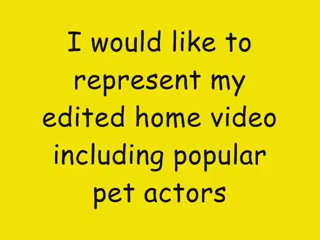 I would like to
represent my
edited home video
including popular
pet actors